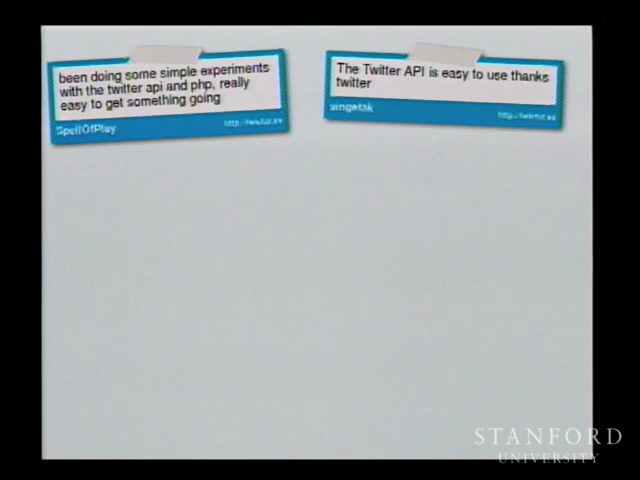 been doing some simple experiments
with the twitter api and php, really
easy to get something going
SpellOfPlay
The Twitter API is easy to use thanks
twitter
STANFORD
UNIVERSITY